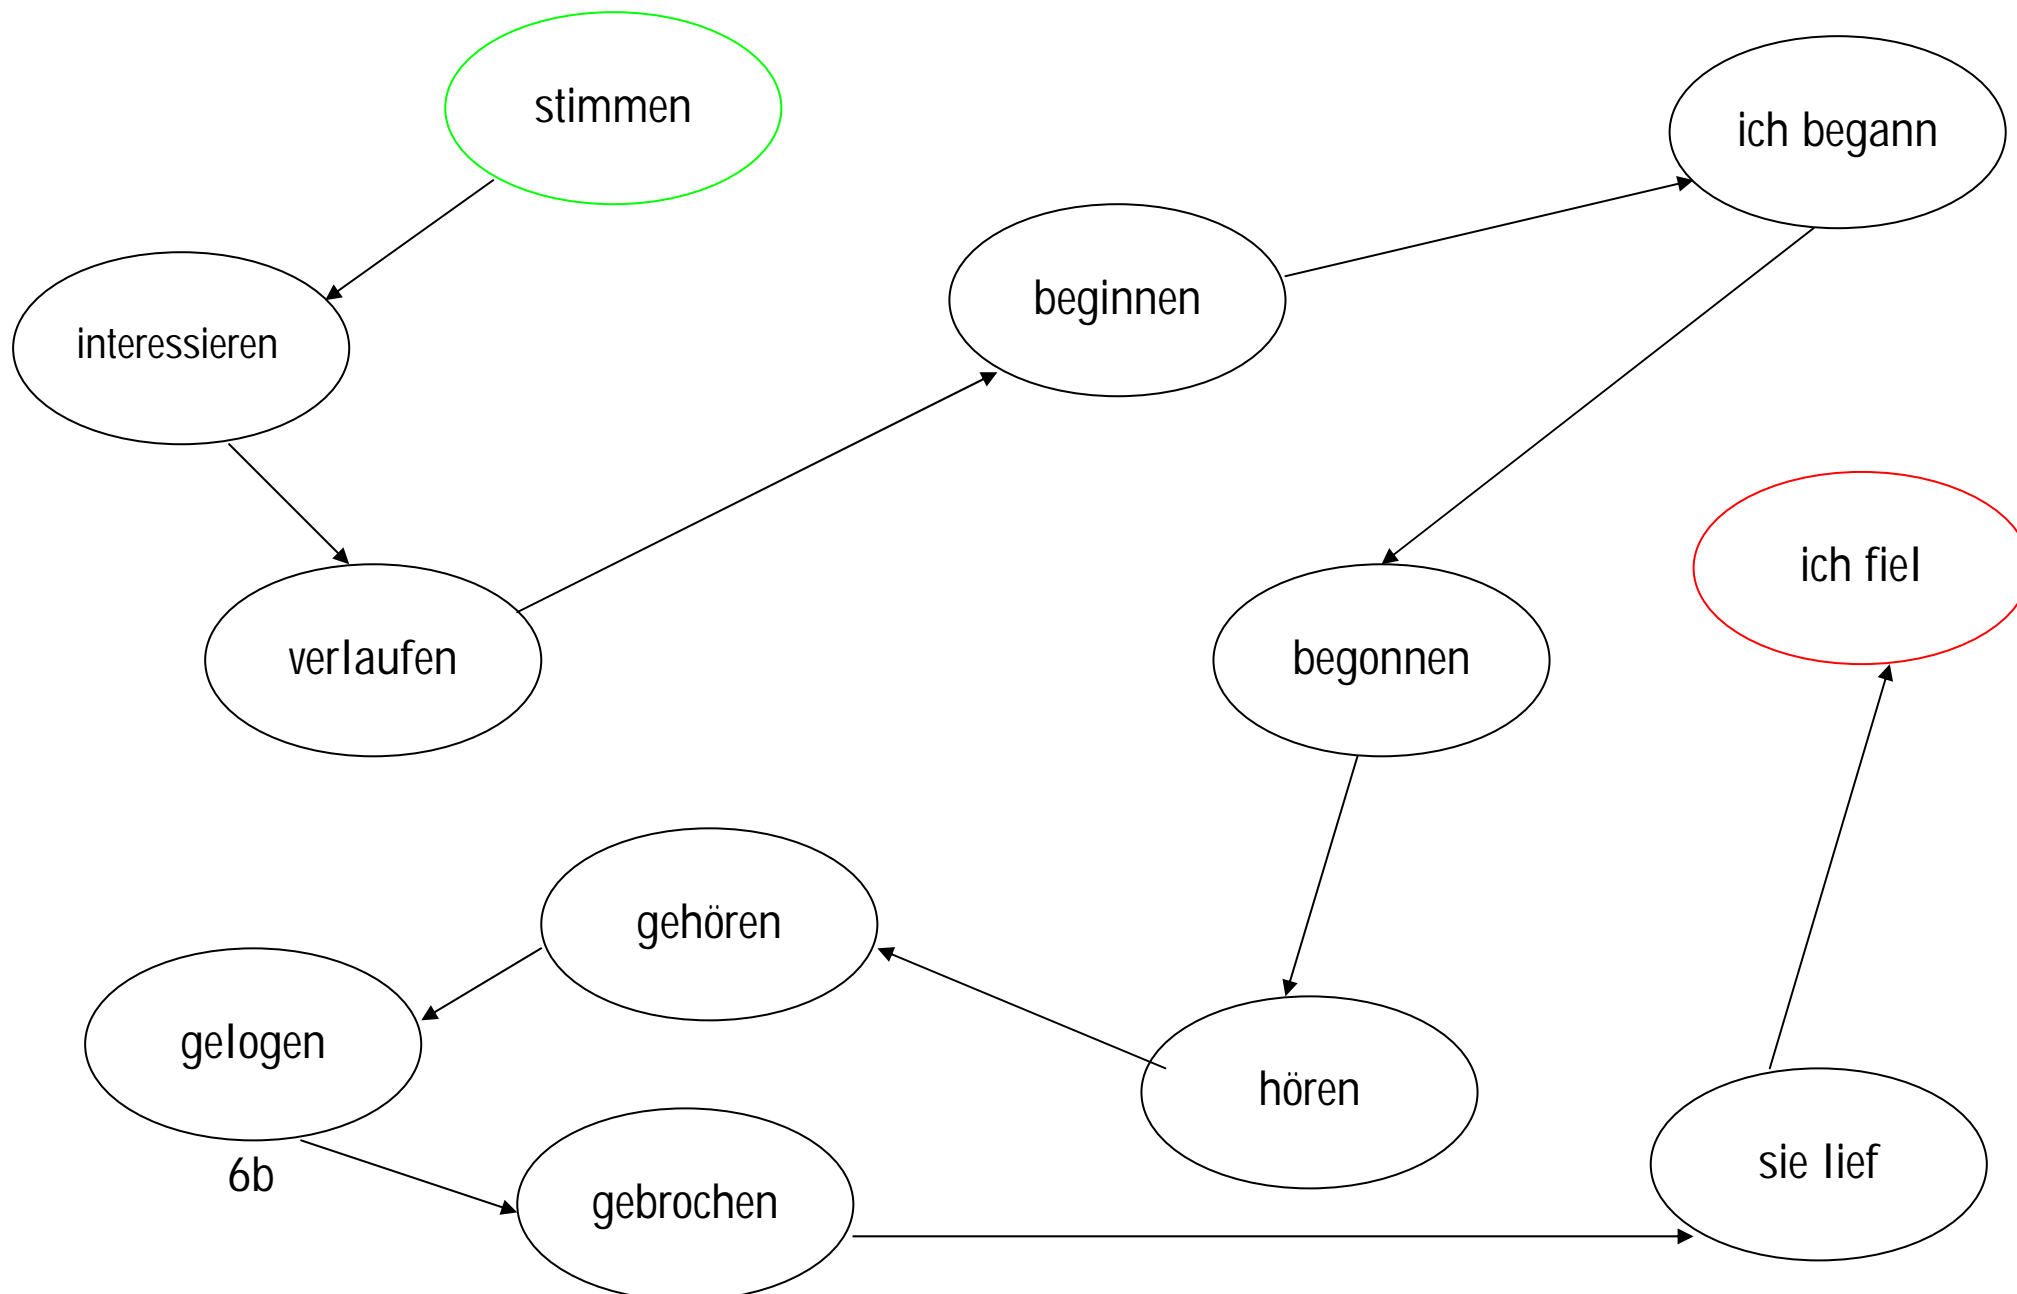 stimmen
ich begann
beginnen
interessieren
ich fiel
verlaufen
begonnen
gehören
gelogen
hören
sie lief
6b
gebrochen